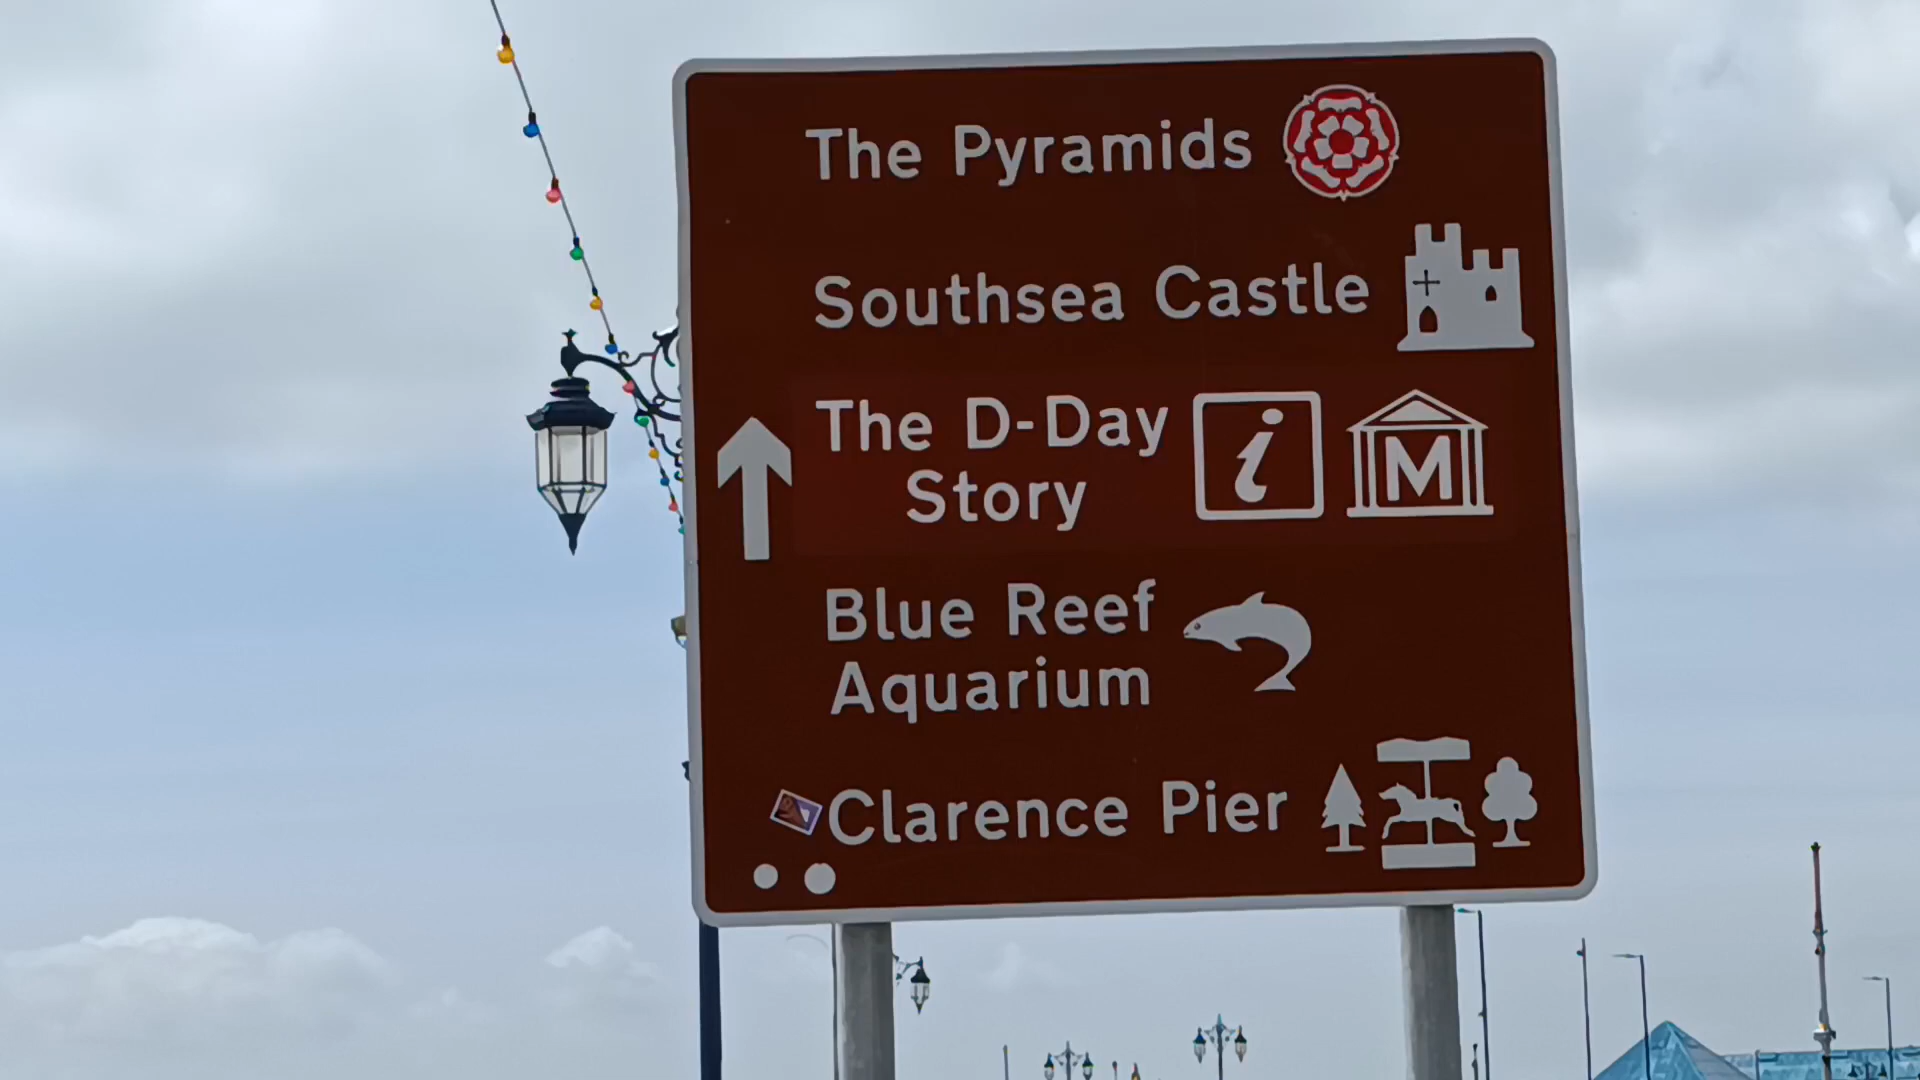 The Pyramids
Southsea Castle
The D-Day
Story
i
M
Blue Reef
Aquarium
Clarence Pier